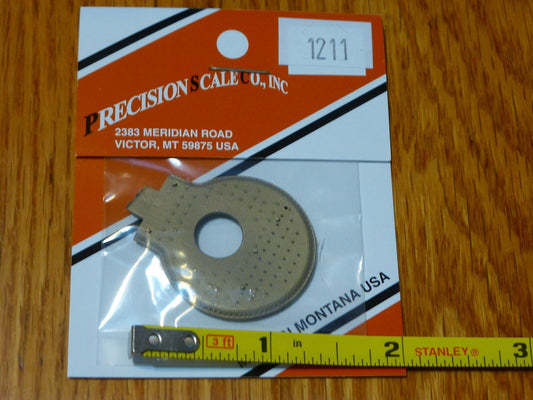 1211
PRECISION SCALE CO., INC
2383 MERIDIAN ROAD
VICTOR, MT 59875 USA
N MONTANA USA
3 ft 1 in 2 STANLEY® 3